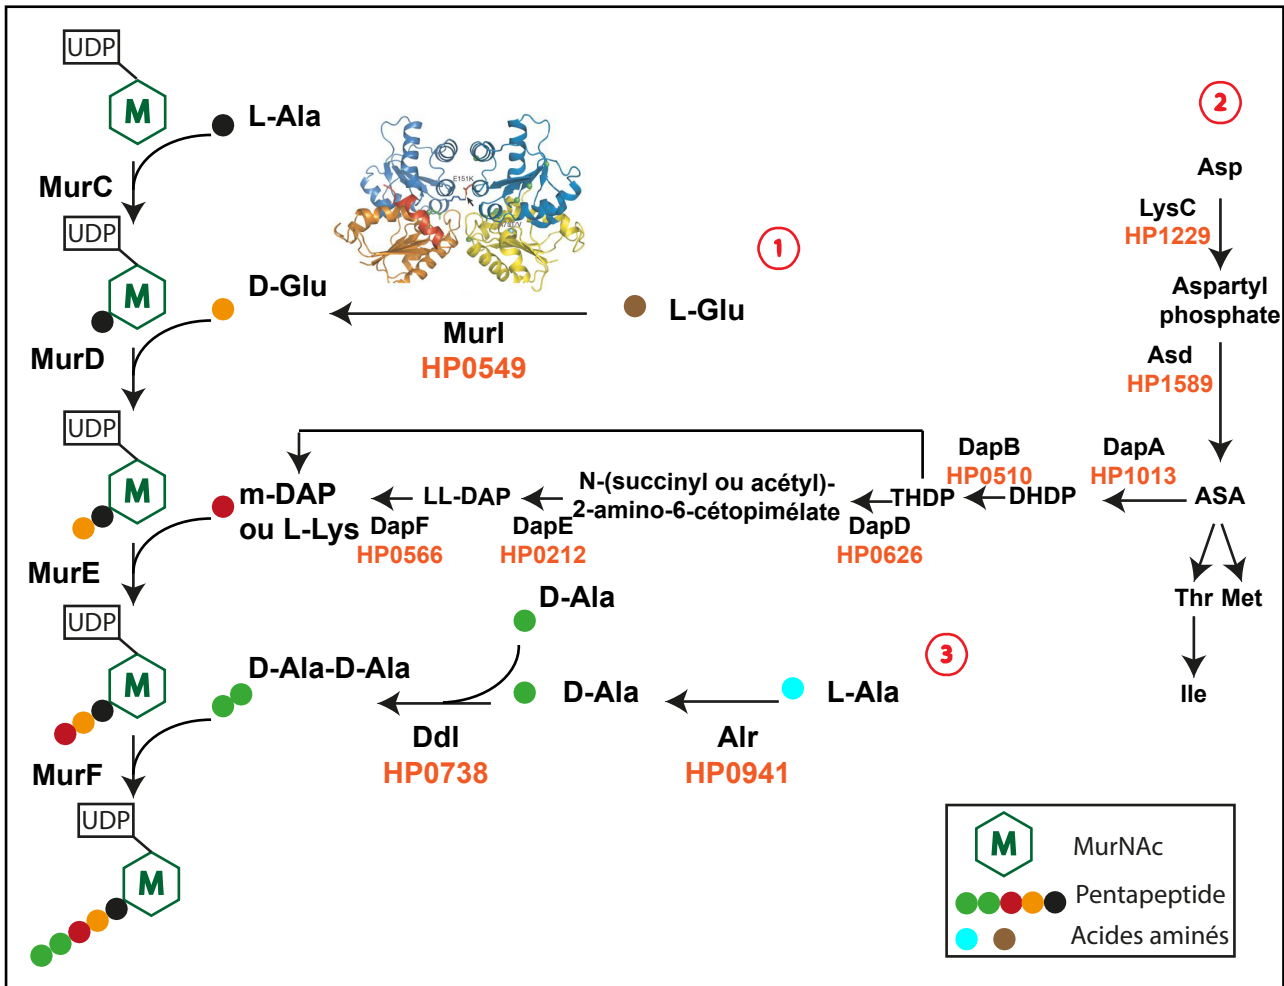 UDP
M
L-Ala
MurC
UDP
M
D-Glu
E151K
1
L-Glu
MurI
HP0549
MurD
2
Asp
LysC
HP1229
Aspartyl
phosphate
Asd
HP1589
UDP
M
m-DAP
ou L-Lys
DapF
HP0566
LL-DAP
DapE
HP0212
N-(succinyl ou acétyl)-
2-amino-6-cétopimélate
DapD
HP0626
THDP
DapB
HP0510
DHDP
DapA
HP1013
ASA
Thr Met
Ile
MurE
UDP
M
D-Ala-D-Ala
D-Ala
D-Ala
Ddl
HP0738
3
L-Ala
Alr
HP0941
MurF
UDP
M
M MurNAc
Pentapeptide
Acides aminés